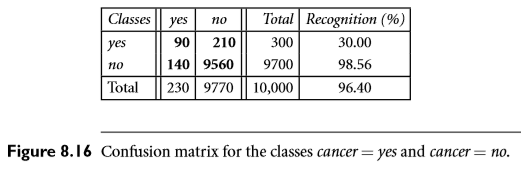 Classes yes no Total Recognition (%)
yes 90 210 300 30.00
no 140 9560 9700 98.56
Total 230 9770 10,000 96.40
Figure 8.16 Confusion matrix for the classes cancer = yes and cancer = no.